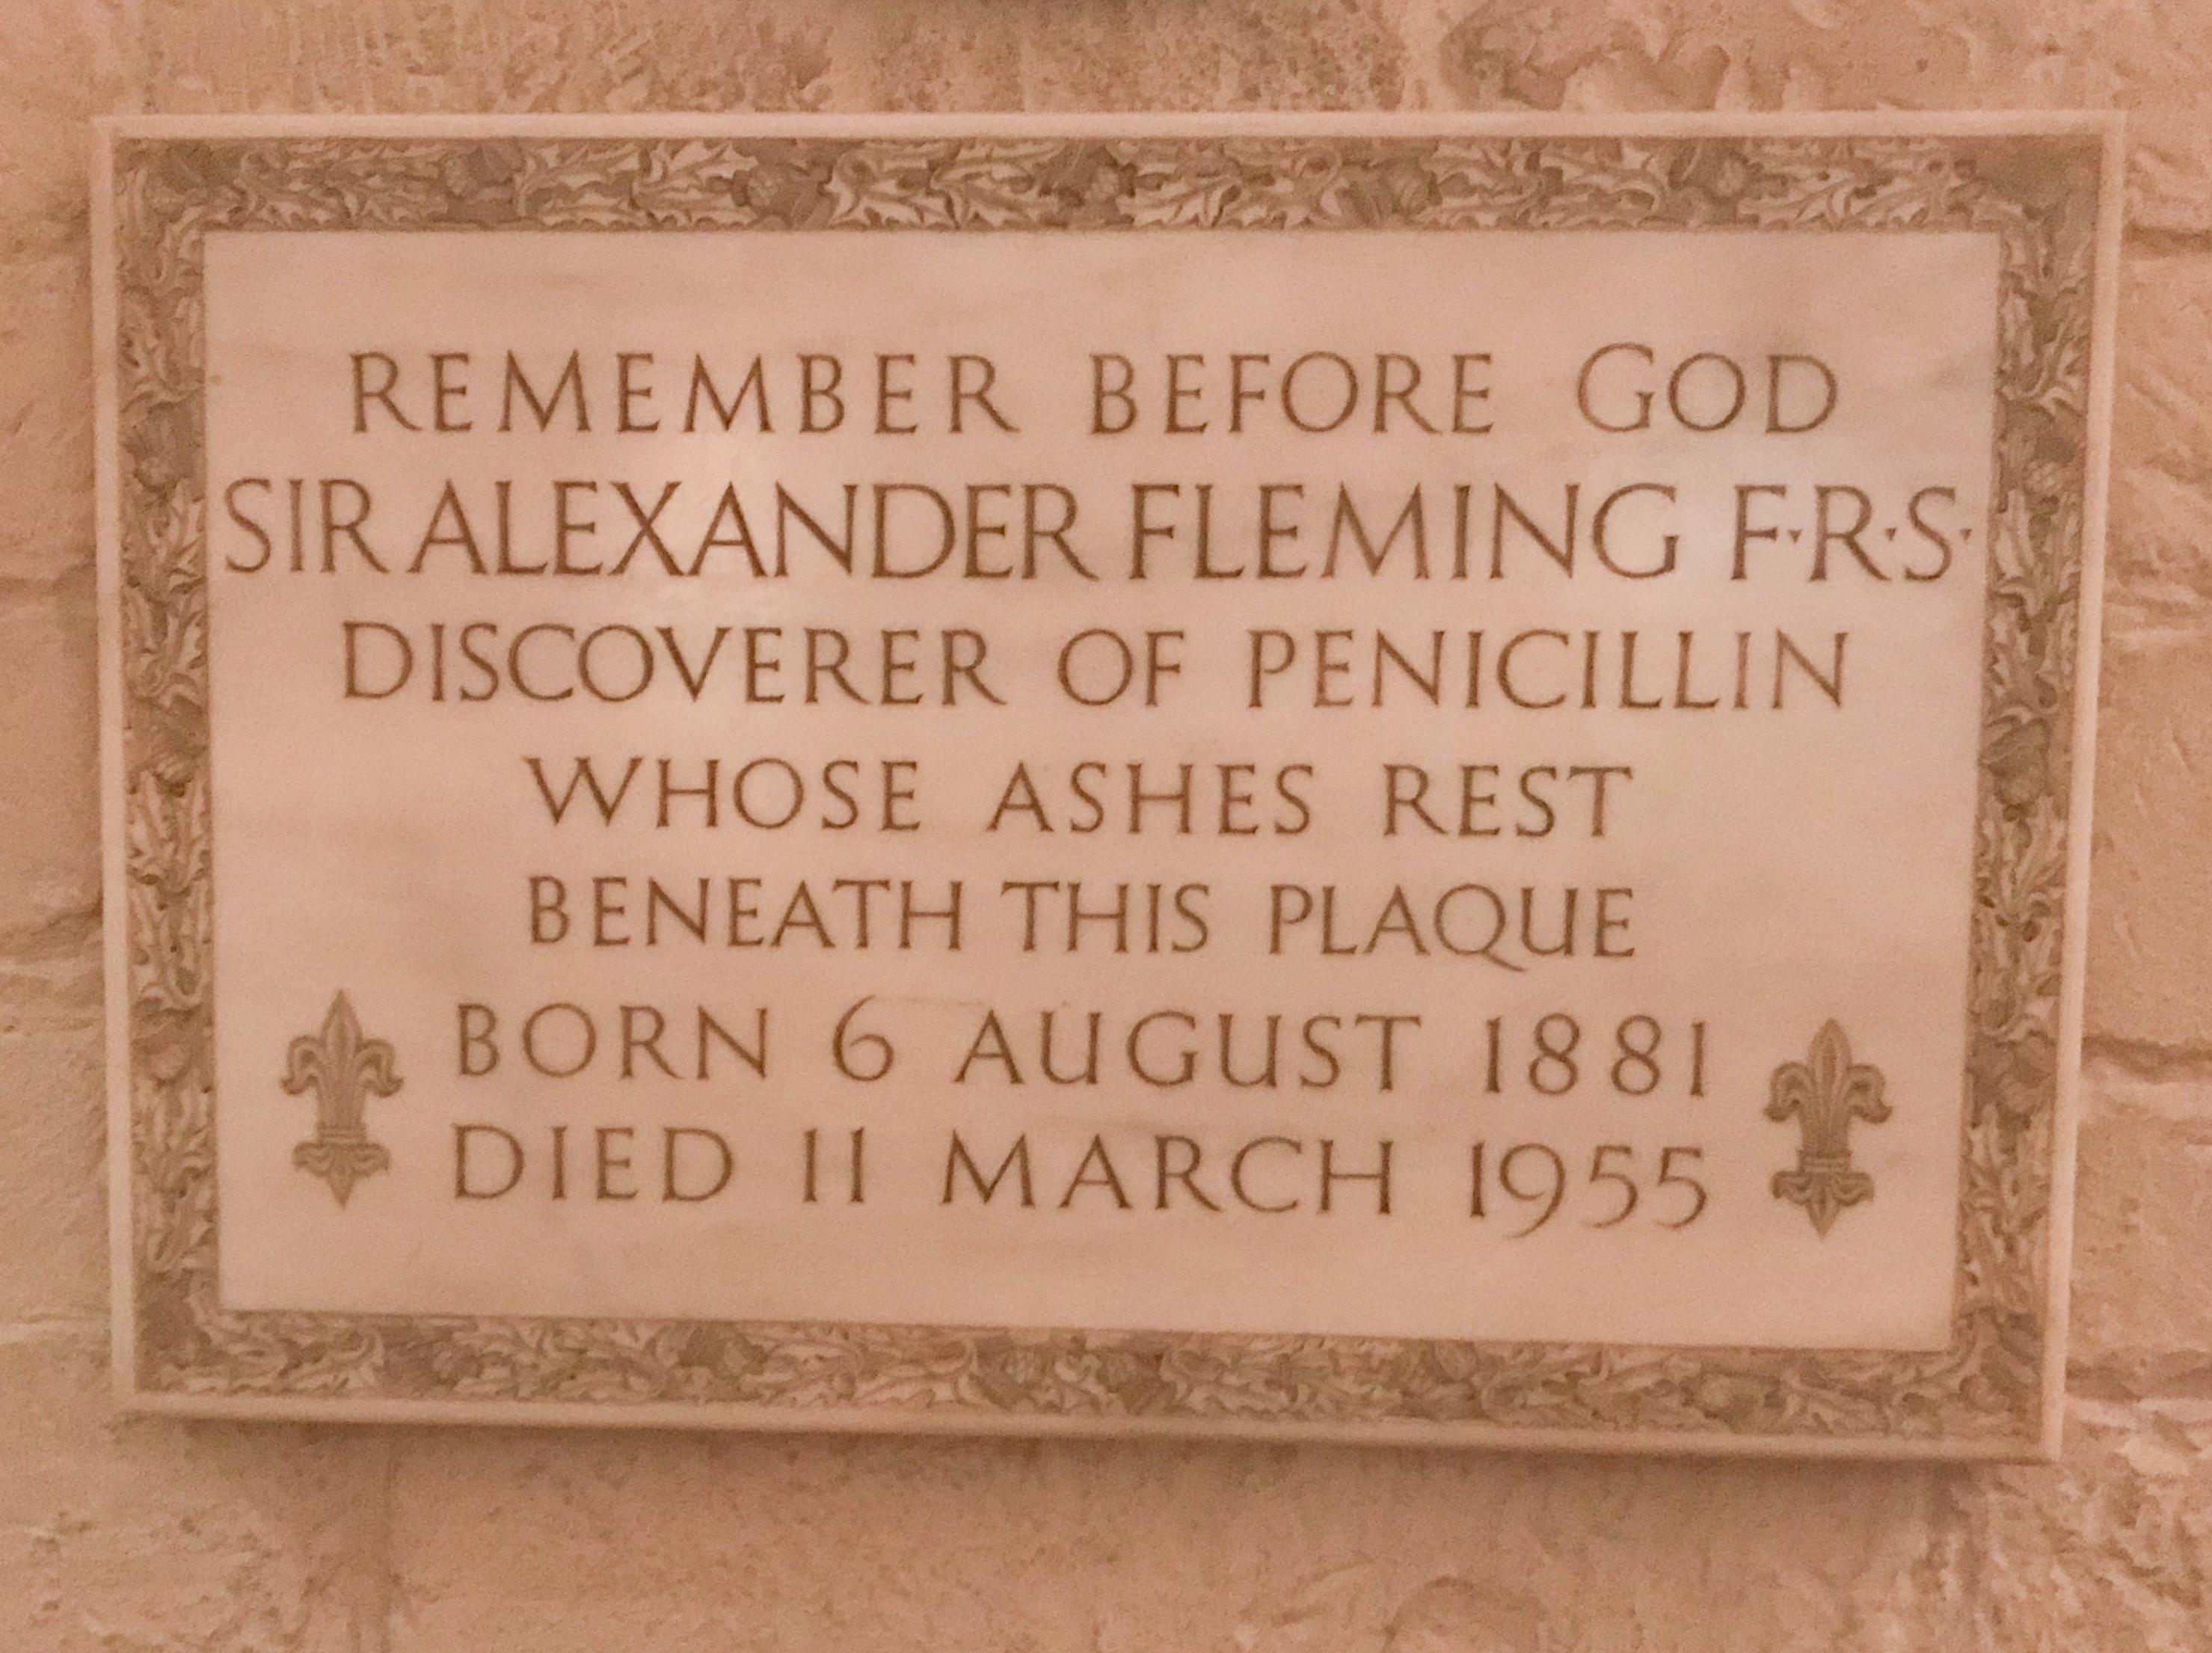 REMEMBER BEFORE GOD
SIR ALEXANDER FLEMING F·R·S·
DISCOVERER OF PENICILLIN
WHOSE ASHES REST
BENEATH THIS PLAQUE
BORN 6 AUGUST 1881
DIED 11 MARCH 1955